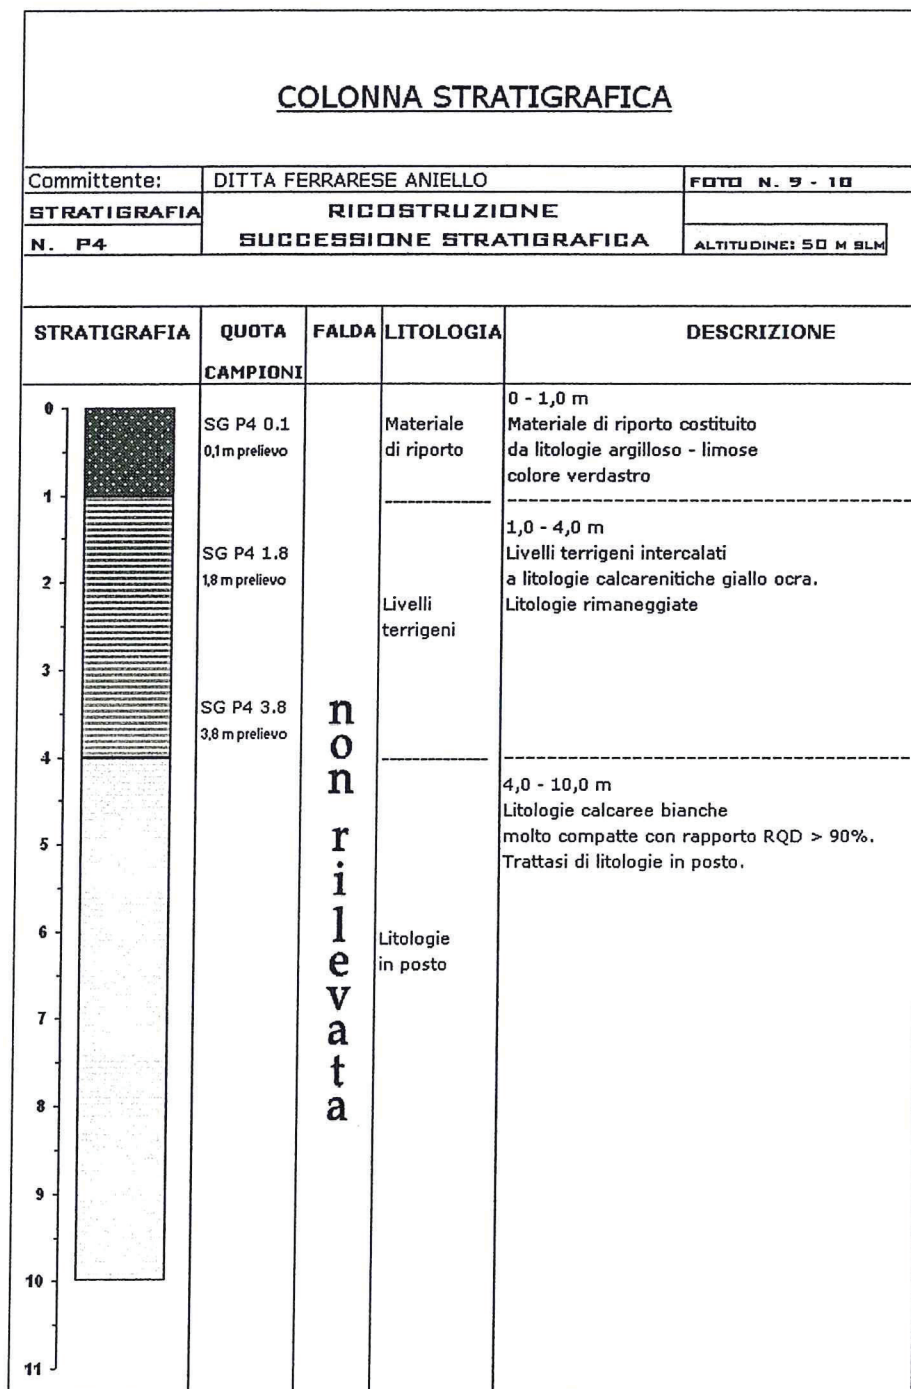 COLONNA STRATIGRAFICA
Committente: DITTA FERRARESE ANIELLO FOTO N. 9 - 10
STRATIGRAFIA RICOSTRUZIONE
N. P4 SUCCESSIONE STRATIGRAFICA ALTITUDINE: 50 M SLM
STRATIGRAFIA QUOTA FALDA LITOLOGIA DESCRIZIONE
CAMPIONI
0
1
2
3
4
5
6
7
8
9
10
11
SG P4 0.1
0,1 m prelievo
SG P4 1.8
1,8 m prelievo
SG P4 3.8
3,8 m prelievo
non rilevata
Materiale
di riporto
Livelli
terrigeni
Litologie
in posto
0 - 1,0 m
Materiale di riporto costituito
da litologie argilloso - limose
colore verdastro
1,0 - 4,0 m
Livelli terrigeni intercalati
a litologie calcarenitiche giallo ocra.
Litologie rimaneggiate
4,0 - 10,0 m
Litologie calcaree bianche
molto compatte con rapporto RQD > 90%.
Trattasi di litologie in posto.